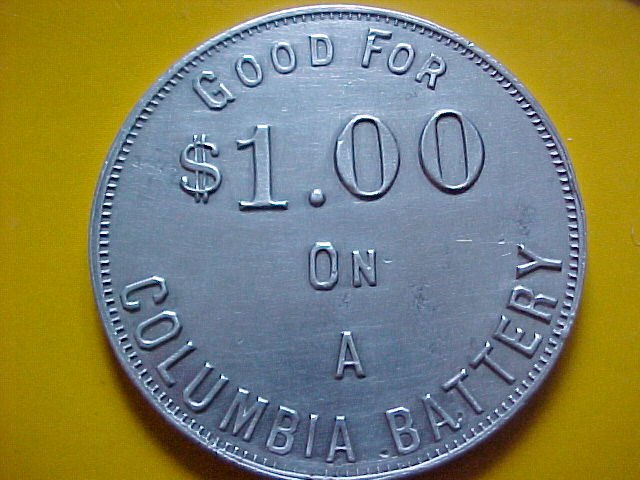 GOOD FOR
$1.00
ON
A
COLUMBIA BATTERY